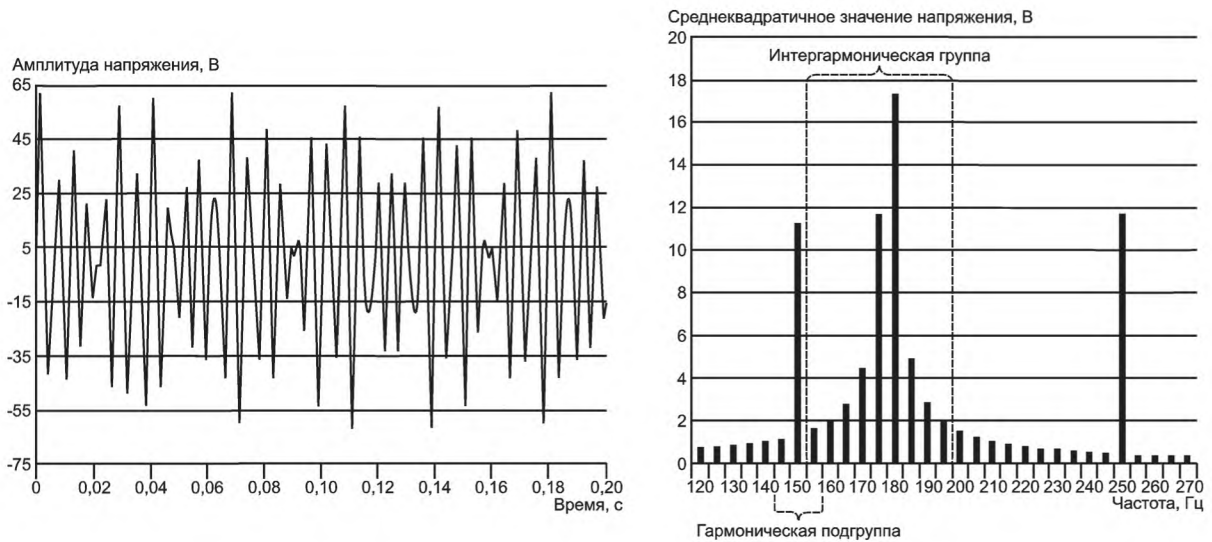 Амплитуда напряжения, В
65
45
25
5
-15
-35
-55
-75
0 0,02 0,04 0,06 0,08 0,10 0,12 0,14 0,16 0,18 0,20
Время, с
Среднеквадратичное значение напряжения, В
20
18
16
14
12
10
8
6
4
2
0
Интергармоническая группа
120 130 140 150 160 170 180 190 200 210 220 230 240 250 260 270
Частота, Гц
Гармоническая подгруппа